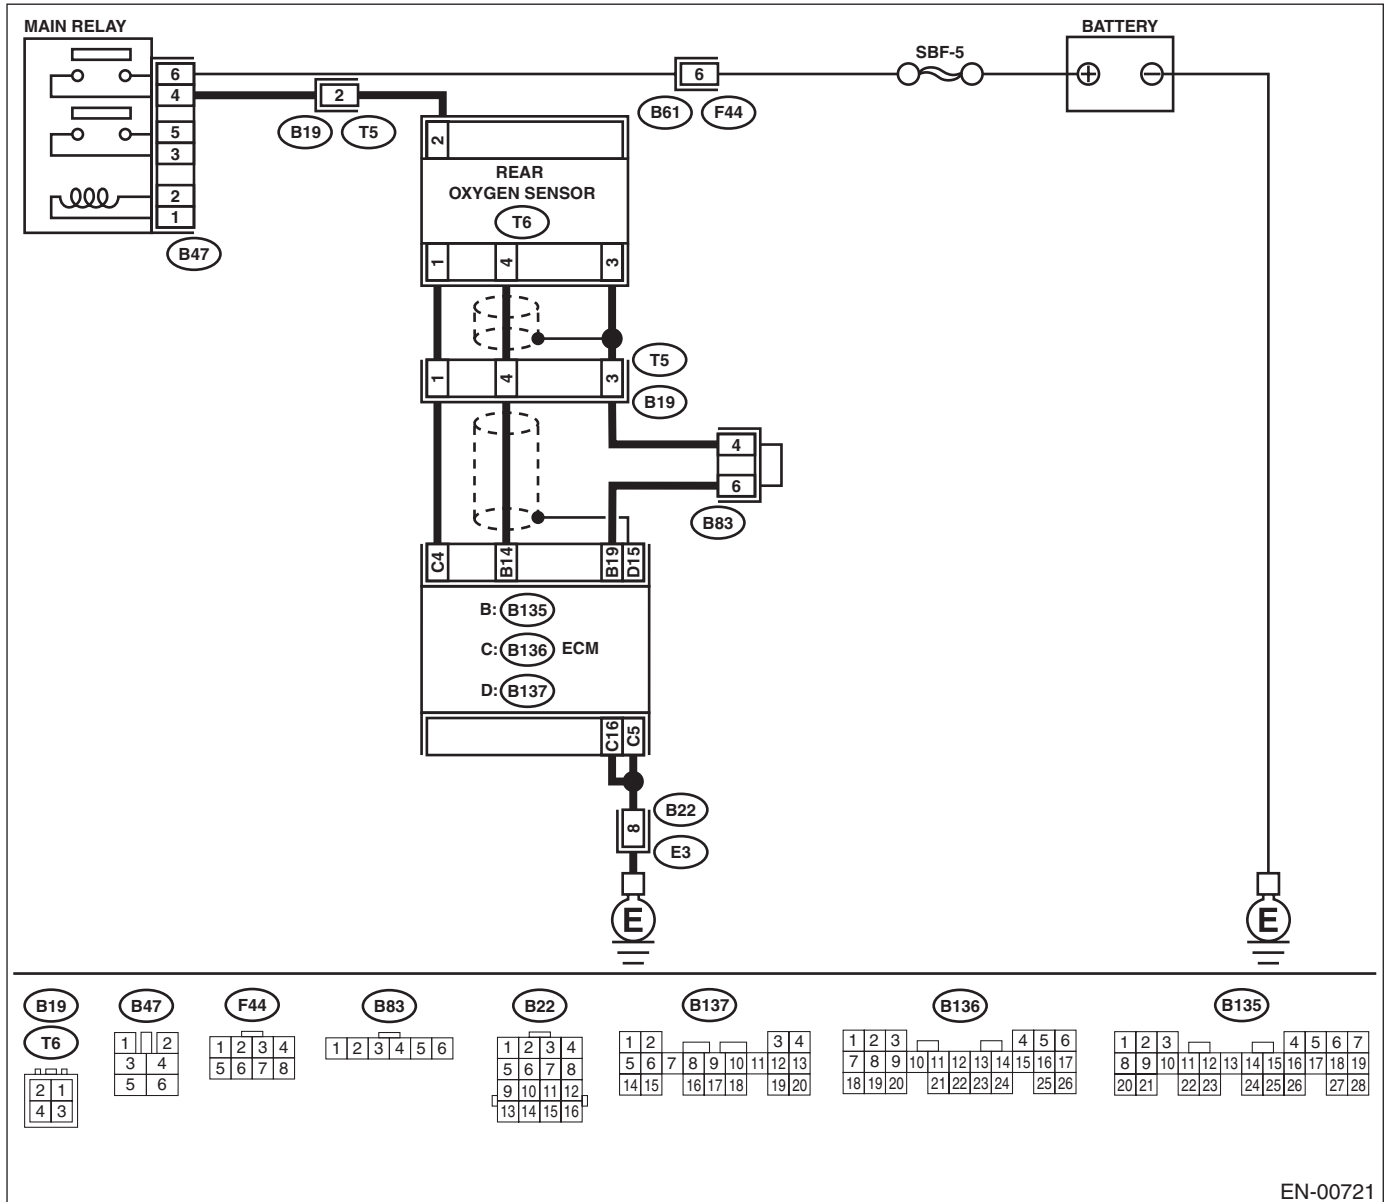 MAIN RELAY
BATTERY
SBF-5
6
4
5
3
2
1
B47
2
B19 T5
6
B61 F44
2
REAR
OXYGEN SENSOR
T6
1 4 3
T5
1 4 3
B19
4
6
B83
C4 B14 B19 D15
B: B135
C: B136 ECM
D: B137
C16 C5
B22
8
E3
E
E
B19 B47 F44 B83 B22 B137 B136 B135
T6
2 1
4 3
1 2
3 4
5 6
1 2 3 4
5 6 7 8
1 2 3 4 5 6
1 2 3 4
5 6 7 8
9 10 11 12
13 14 15 16
1 2 3 4
5 6 7 8 9 10 11 12 13
14 15 16 17 18 19 20
1 2 3 4 5 6
7 8 9 10 11 12 13 14 15 16 17
18 19 20 21 22 23 24 25 26
1 2 3 4 5 6 7
8 9 10 11 12 13 14 15 16 17 18 19
20 21 22 23 24 25 26 27 28
EN-00721